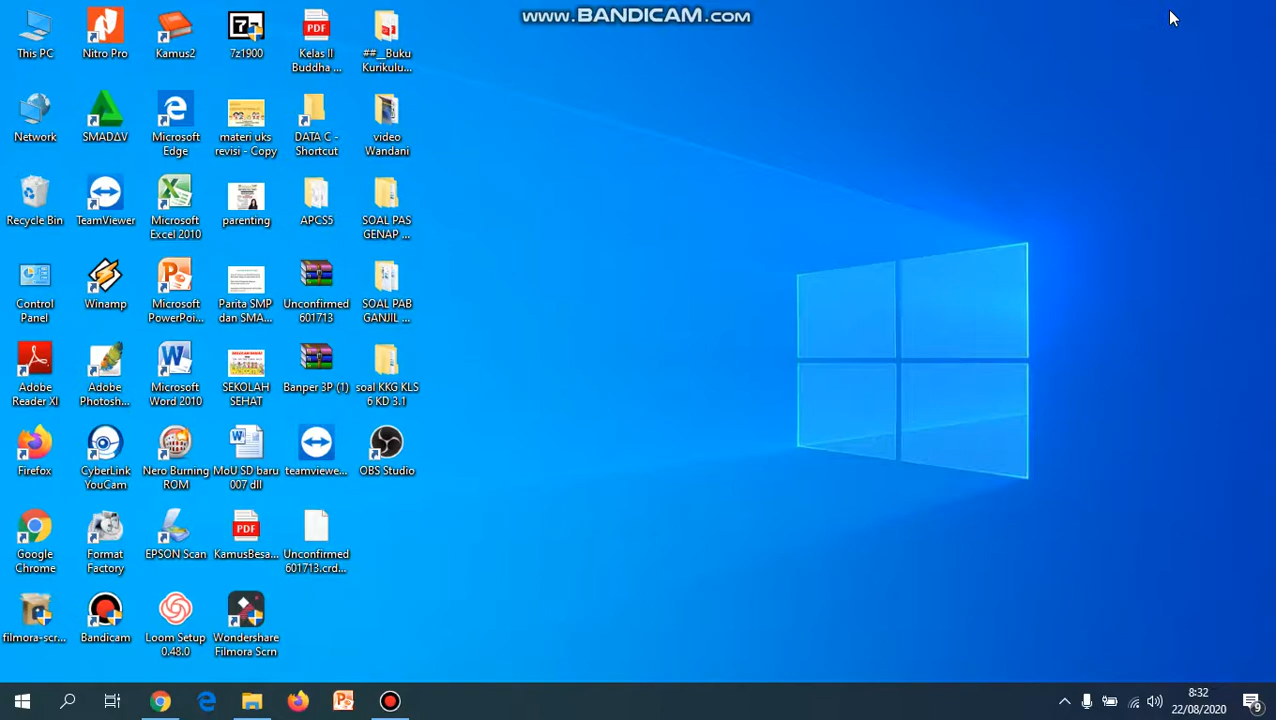 www.BANDICAM.com
This PC
Nitro Pro
Kamus2
7z1900
Kelas II
Buddha ...
##__Buku
Kurikulu...
Network
SMADAV
Microsoft
Edge
materi uks
revisi - Copy
DATA C -
Shortcut
video
Wandani
Recycle Bin
TeamViewer
Microsoft
Excel 2010
parenting
APCS5
SOAL PAS
GENAP ...
Control
Panel
Winamp
Microsoft
PowerPoi...
Parita SMP
dan SMA...
Unconfirmed
601713
SOAL PAB
GANJIL ...
Adobe
Reader XI
Adobe
Photosh...
Microsoft
Word 2010
SEKOLAH
SEHAT
Banper 3P (1)
soal KKG KLS
6 KD 3.1
Firefox
CyberLink
YouCam
Nero Burning
ROM
MoU SD baru
007 dll
teamviewe...
OBS Studio
Google
Chrome
Format
Factory
EPSON Scan
KamusBesa...
Unconfirmed
601713.crd...
filmora-scr...
Bandicam
Loom Setup
0.48.0
Wondershare
Filmora Scrn
8:32
22/08/2020
9